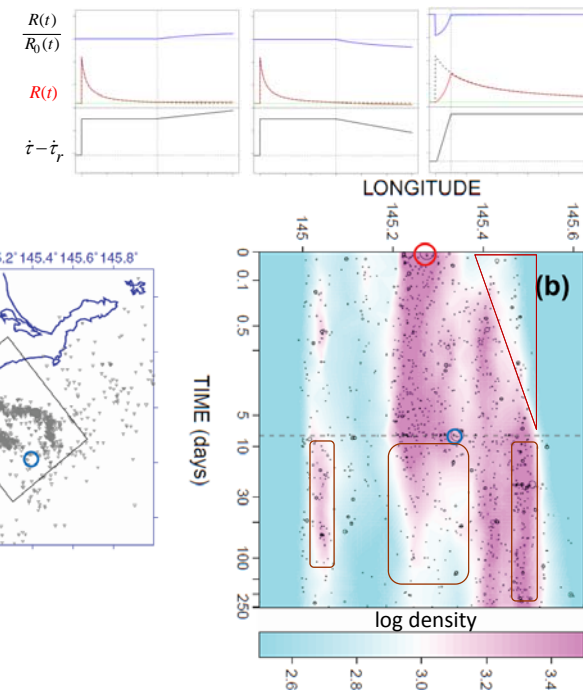 R(t)
R₀(t)
R(t)
τ̇ − τ̇ᵣ
LONGITUDE
145
145.2
145.4
145.6
.2˚ 145.4˚ 145.6˚ 145.8˚
(b)
TIME (days)
0
0.1
0.5
5
10
30
100
250
log density
2.6
2.8
3.0
3.2
3.4